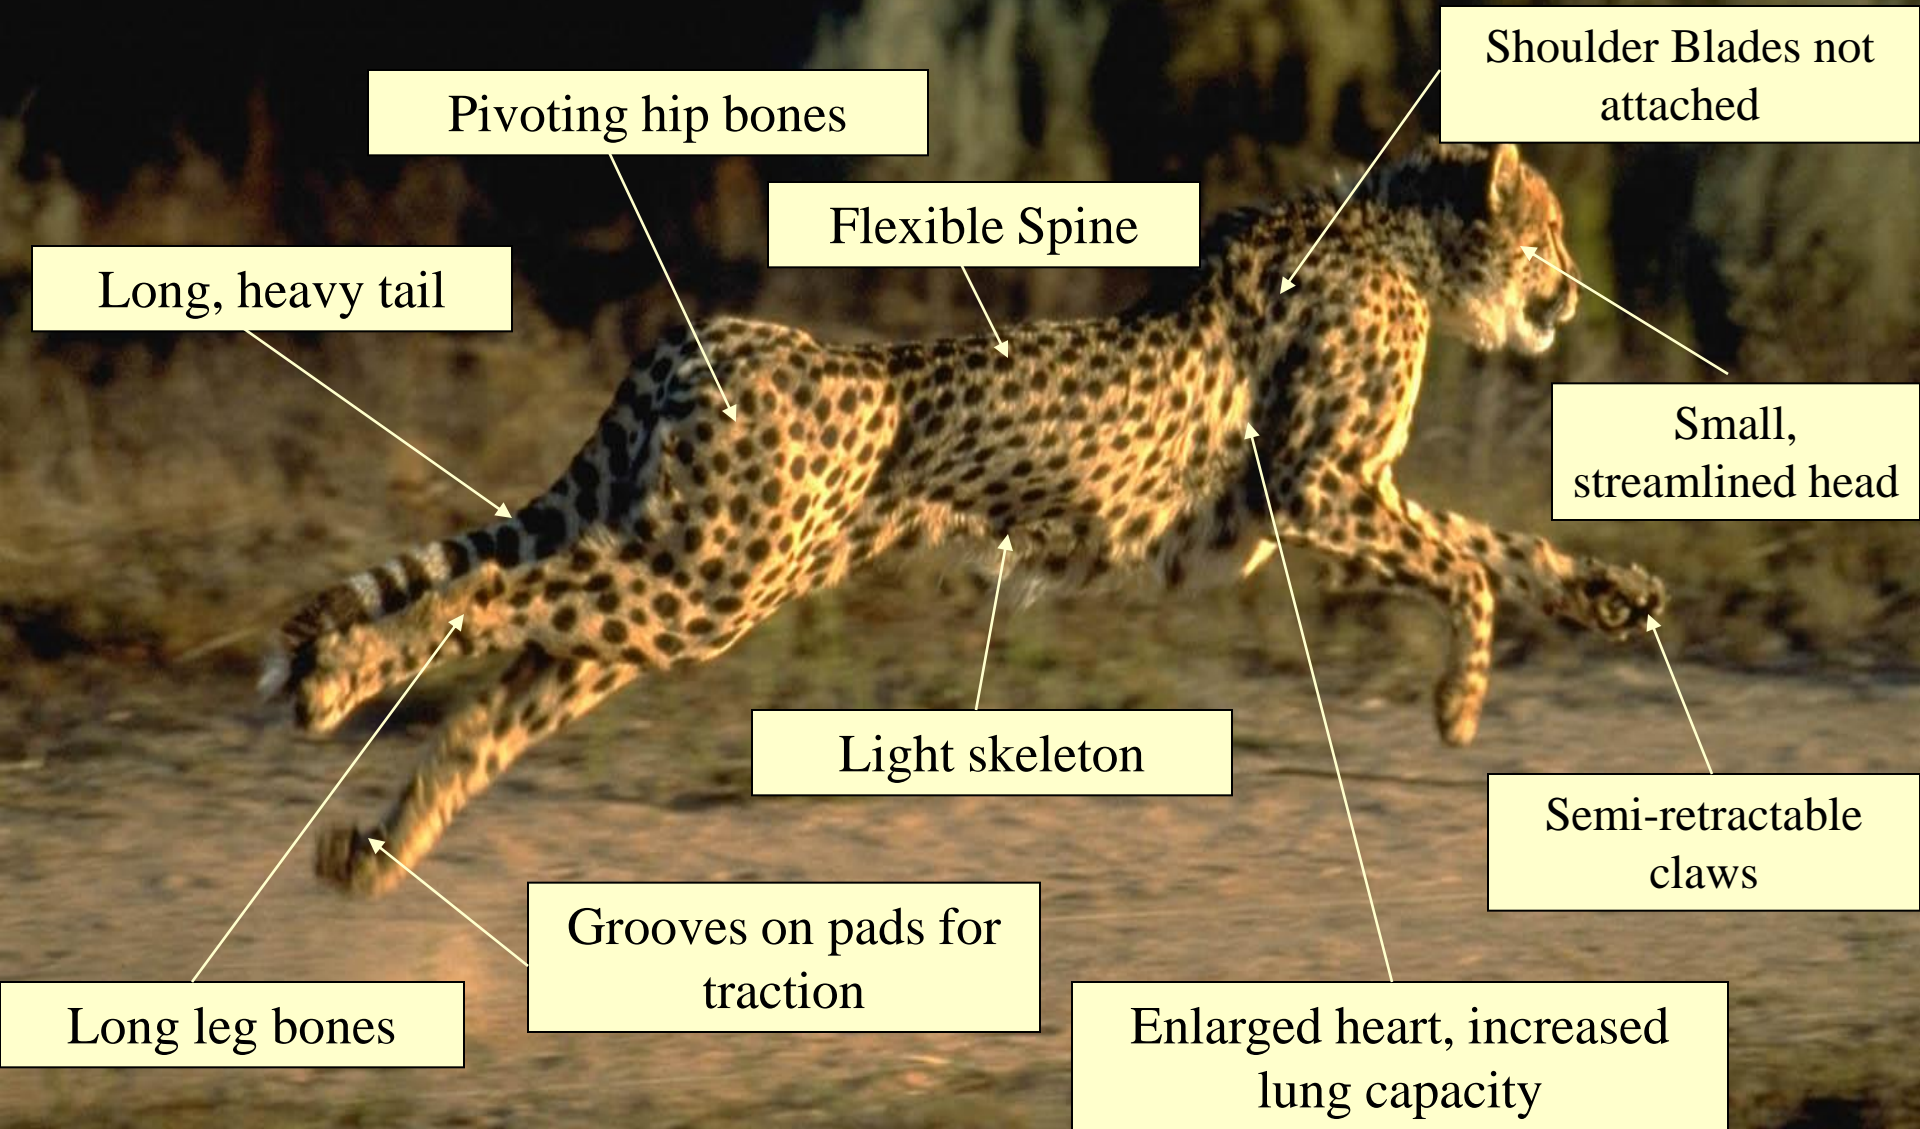 Shoulder Blades not
attached
Pivoting hip bones
Flexible Spine
Long, heavy tail
Small,
streamlined head
Light skeleton
Semi-retractable
claws
Grooves on pads for
traction
Long leg bones
Enlarged heart, increased
lung capacity